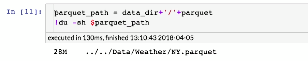 In [11]: parquet_path = data_dir+'/'+parquet
!du -sh $parquet_path
executed in 130ms, finished 13:10:43 2018-04-05
28M ../../Data/Weather/NY.parquet